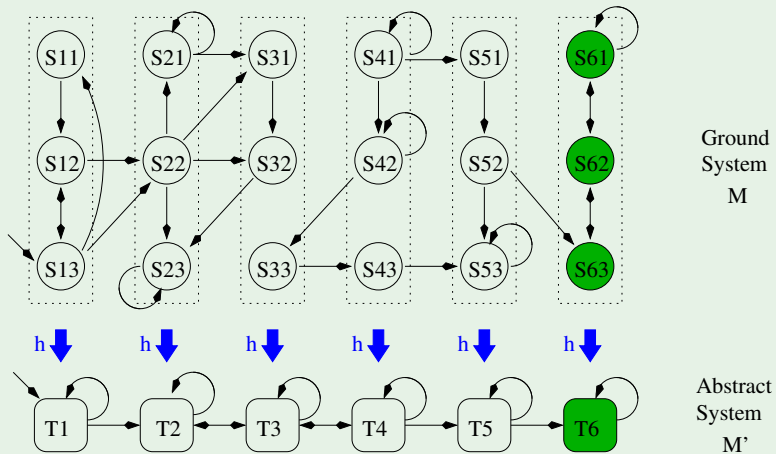 S11 S21 S31 S41 S51 S61
S12 S22 S32 S42 S52 S62
Ground
System
M
S13 S23 S33 S43 S53 S63
h h h h h h
T1 T2 T3 T4 T5 T6
Abstract
System
M'